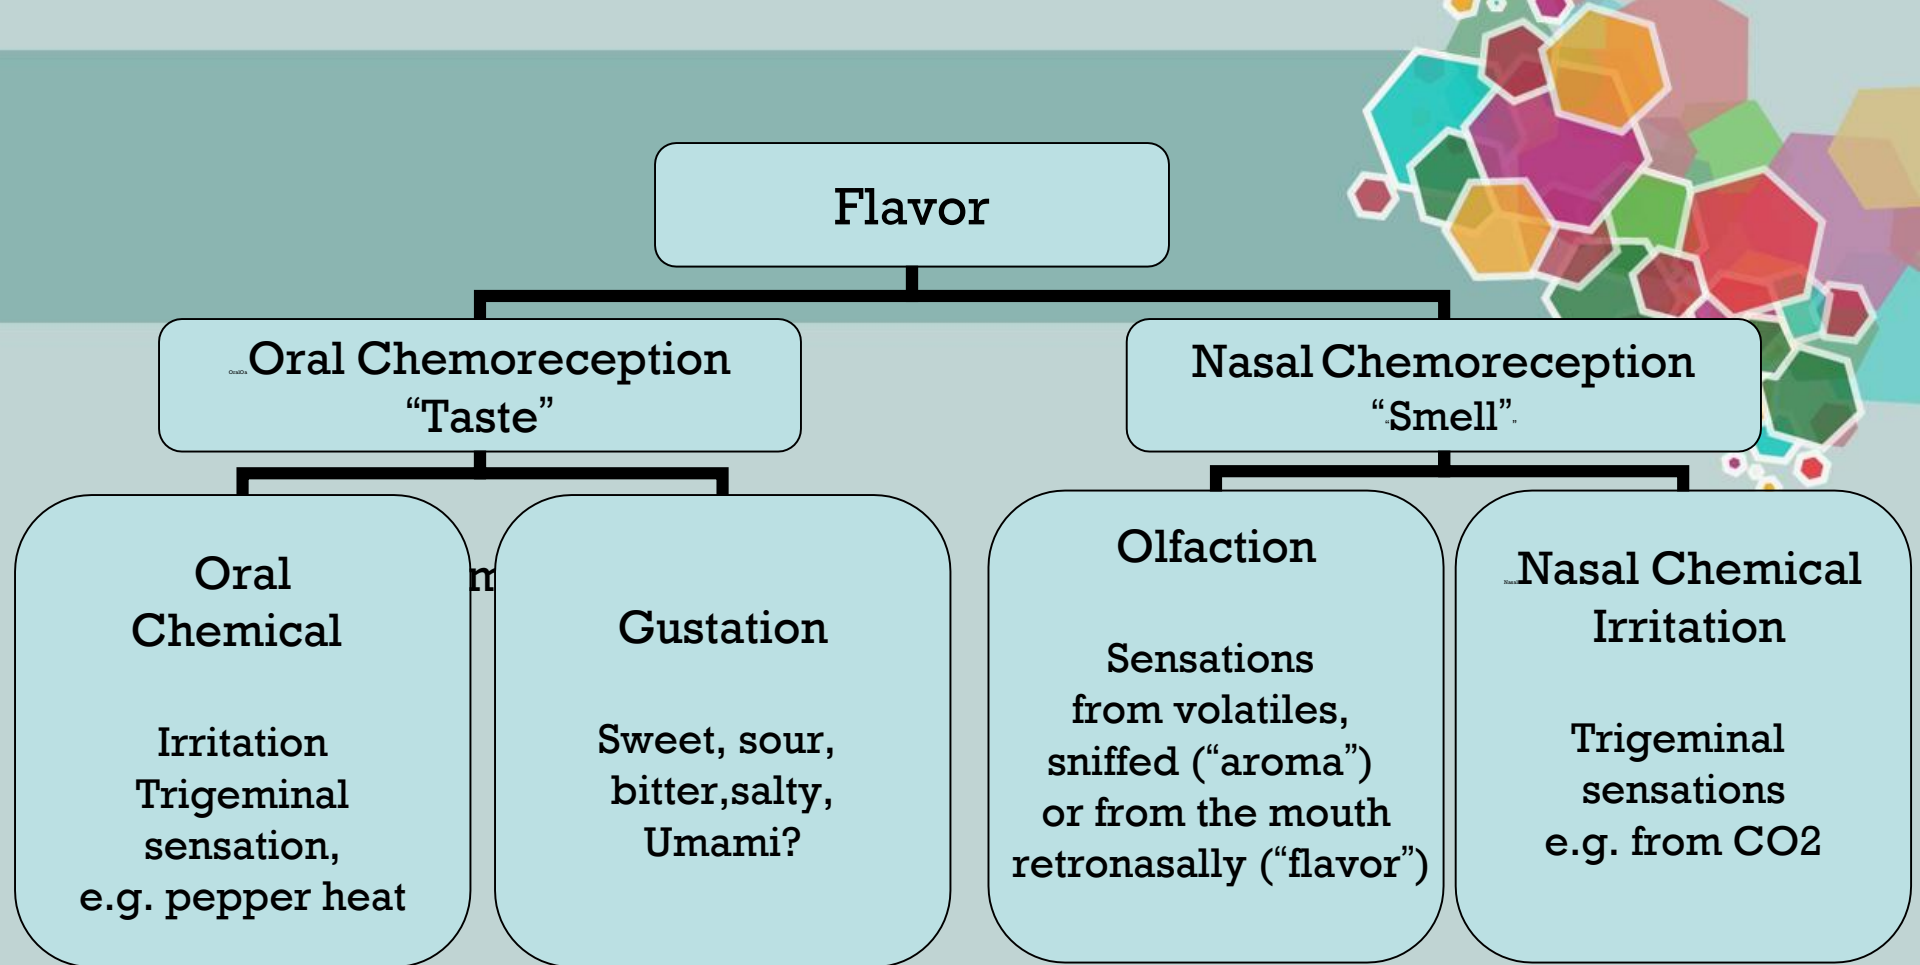 Flavor
Oral Chemoreception
“Taste”
Nasal Chemoreception
“Smell”
Oral
Chemical
Irritation
Trigeminal
sensation,
e.g. pepper heat
m
Gustation
Sweet, sour,
bitter,salty,
Umami?
Olfaction
Sensations
from volatiles,
sniffed (“aroma”)
or from the mouth
retronasally (“flavor”)
Nasal Chemical
Irritation
Trigeminal
sensations
e.g. from CO2